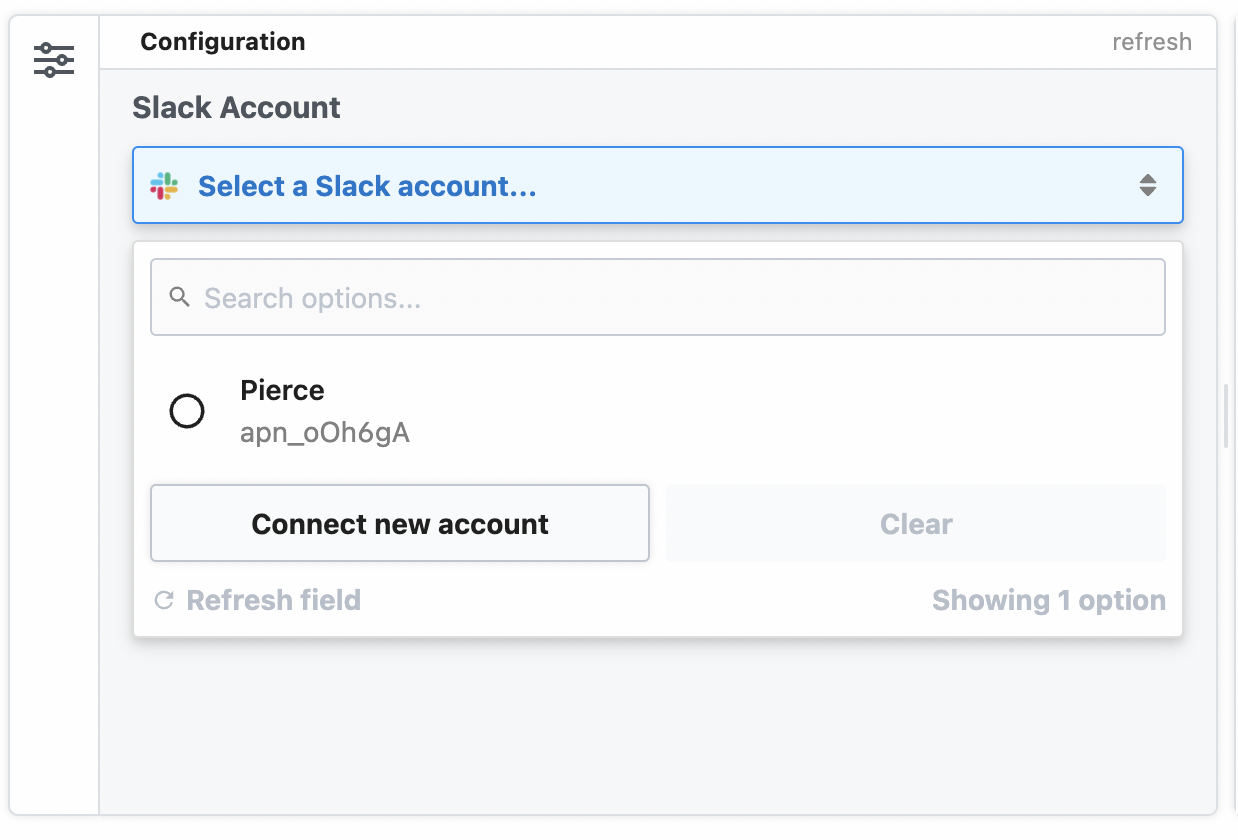 Configuration
refresh
Slack Account
Select a Slack account...
Search options...
Pierce
apn_oOh6gA
Connect new account
Clear
Refresh field
Showing 1 option